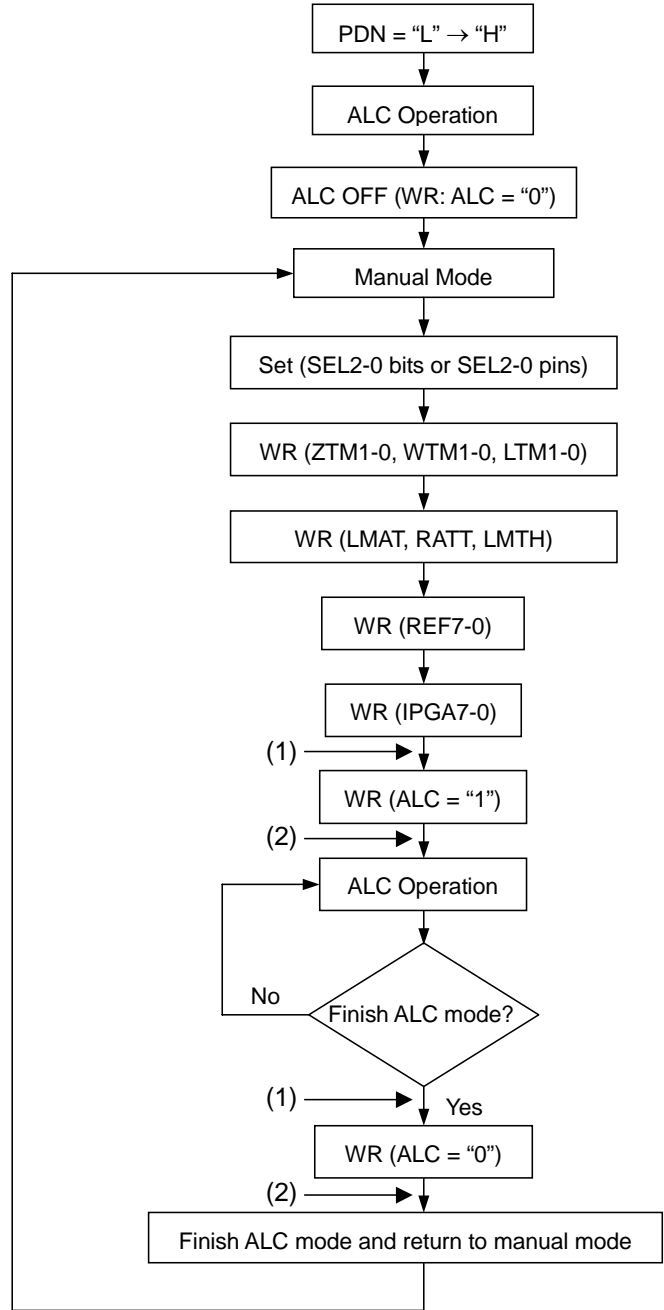 PDN = “L” → “H”
ALC Operation
ALC OFF (WR: ALC = “0”)
Manual Mode
Set (SEL2-0 bits or SEL2-0 pins)
WR (ZTM1-0, WTM1-0, LTM1-0)
WR (LMAT, RATT, LMTH)
WR (REF7-0)
WR (IPGA7-0)
(1)
WR (ALC = “1”)
(2)
ALC Operation
No
Finish ALC mode?
(1)
Yes
WR (ALC = “0”)
(2)
Finish ALC mode and return to manual mode